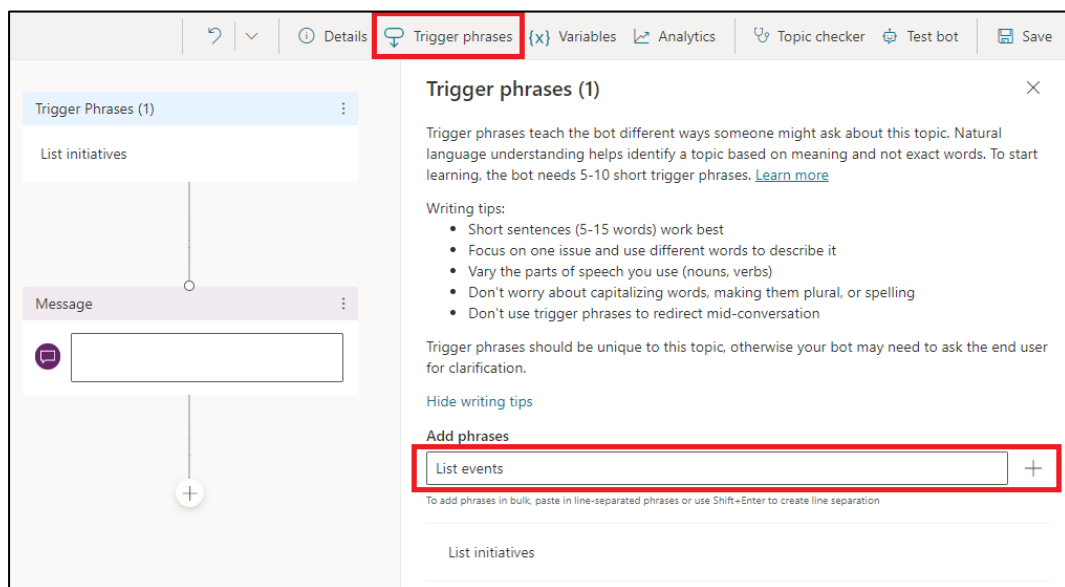 Details
Trigger phrases
{x} Variables
Analytics
Topic checker
Test bot
Save
Trigger Phrases (1)
List initiatives
Message
Trigger phrases (1)
Trigger phrases teach the bot different ways someone might ask about this topic. Natural
language understanding helps identify a topic based on meaning and not exact words. To start
learning, the bot needs 5-10 short trigger phrases. Learn more
Writing tips:
• Short sentences (5-15 words) work best
• Focus on one issue and use different words to describe it
• Vary the parts of speech you use (nouns, verbs)
• Don't worry about capitalizing words, making them plural, or spelling
• Don't use trigger phrases to redirect mid-conversation
Trigger phrases should be unique to this topic, otherwise your bot may need to ask the end user
for clarification.
Hide writing tips
Add phrases
List events
To add phrases in bulk, paste in line-separated phrases or use Shift+Enter to create line separation
List initiatives